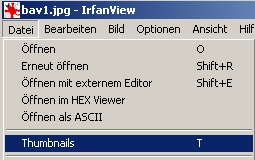 bav1.jpg - IrfanView
Datei Bearbeiten Bild Optionen Ansicht Hilf
Öffnen O
Erneut öffnen Shift+R
Öffnen mit externem Editor Shift+E
Öffnen im HEX Viewer
Öffnen als ASCII
Thumbnails T